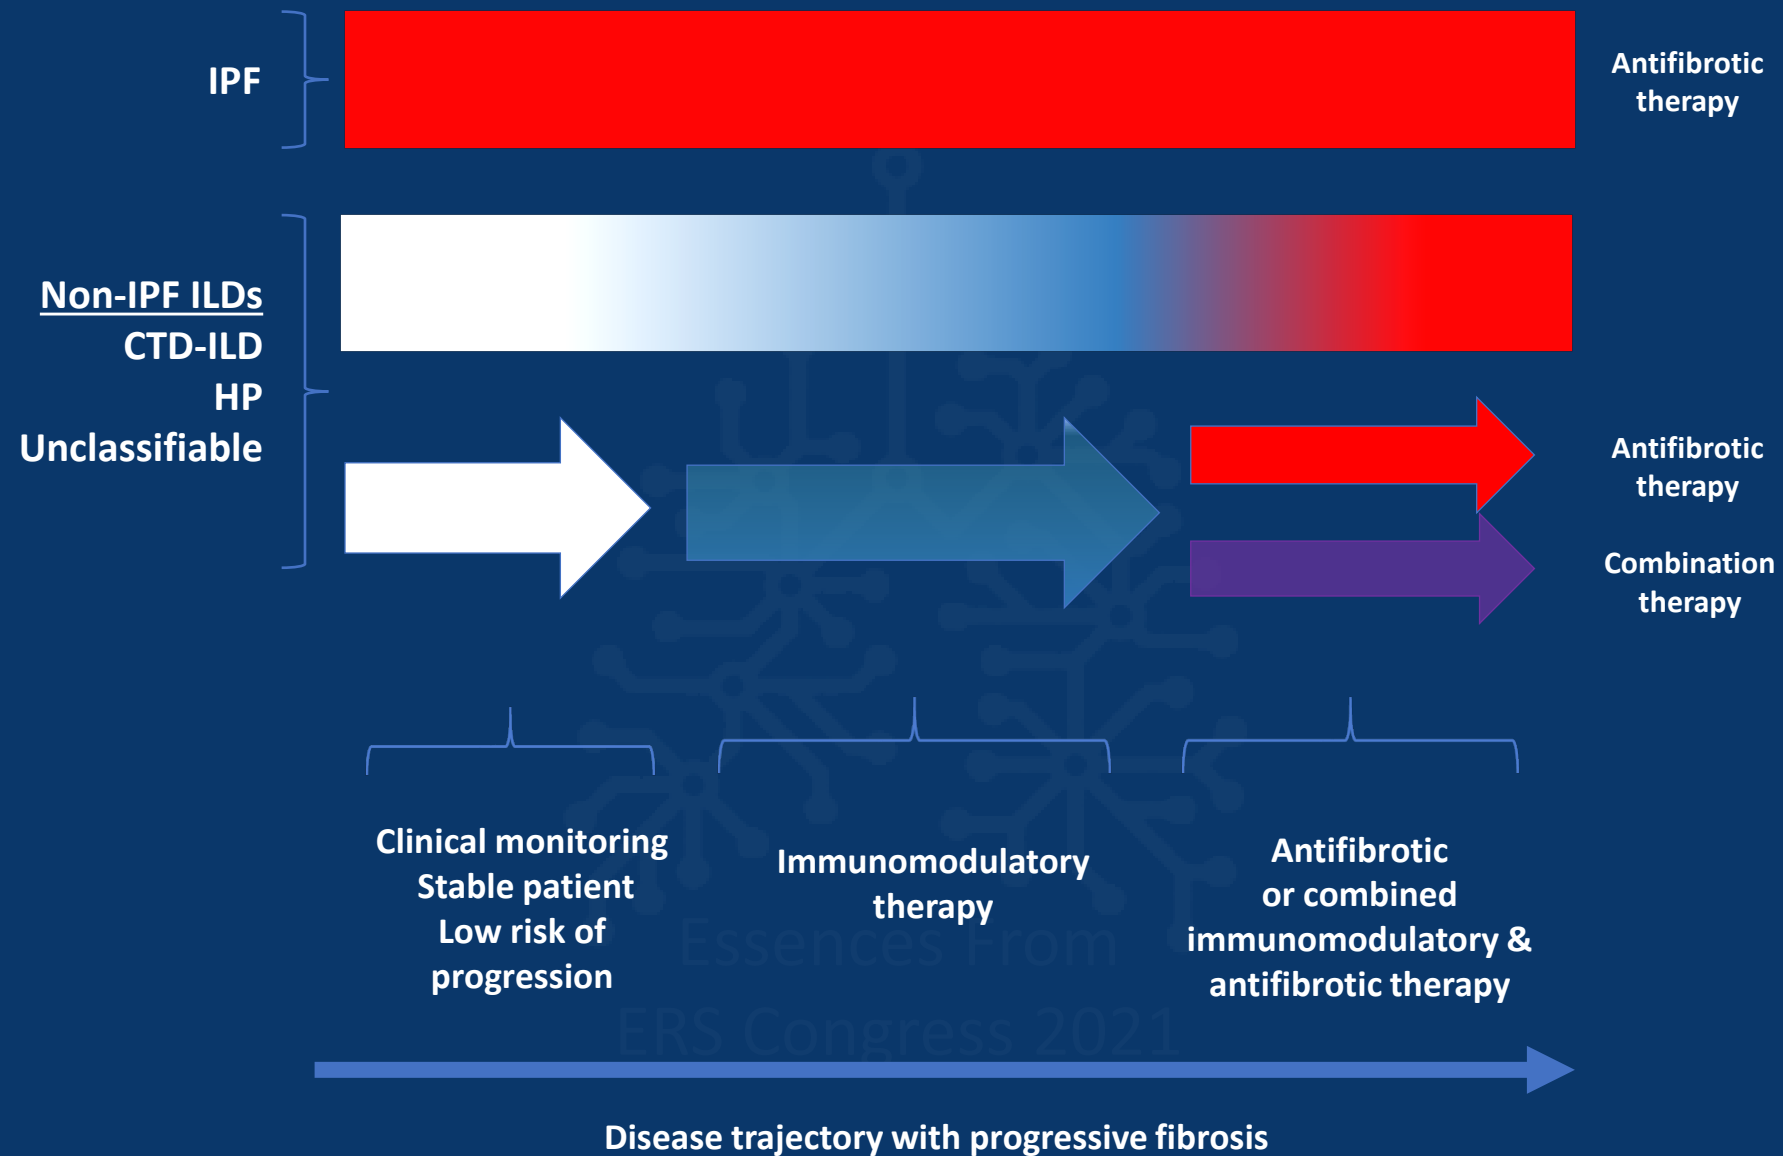 IPF
Antifibrotic
therapy
Non-IPF ILDs
CTD-ILD
HP
Unclassifiable
Antifibrotic
therapy
Combination
therapy
Clinical monitoring
Stable patient
Low risk of
progression
Immunomodulatory
therapy
Antifibrotic
or combined
immunomodulatory &
antifibrotic therapy
Essences From
ERS Congress 2021
Disease trajectory with progressive fibrosis